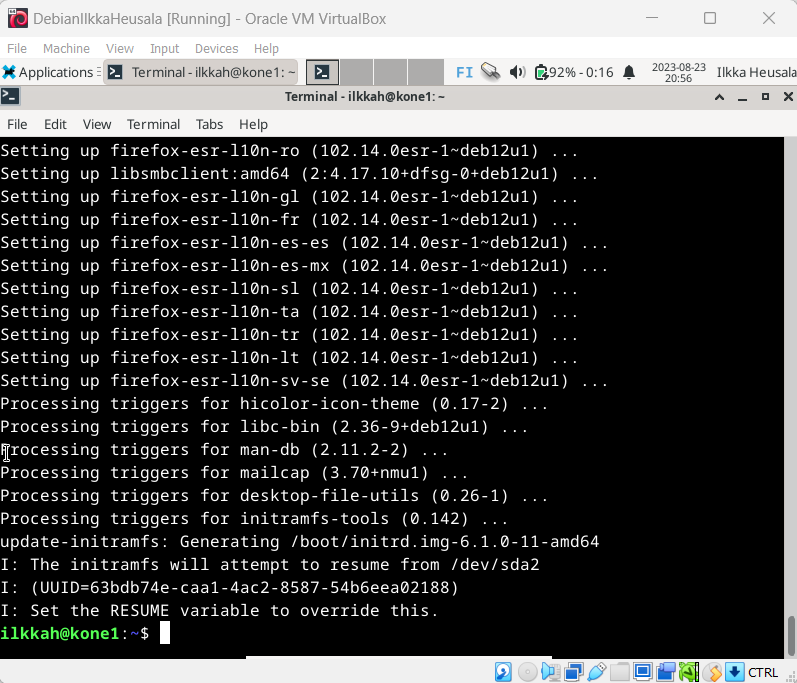 DebianIlkkaHeusala [Running] - Oracle VM VirtualBox
File Machine View Input Devices Help
Applications Terminal - ilkkah@kone1: ~ FI 92% - 0:16 2023-08-23 20:56 Ilkka Heusala
Terminal - ilkkah@kone1: ~
File Edit View Terminal Tabs Help
Setting up firefox-esr-l10n-ro (102.14.0esr-1~deb12u1) ...
Setting up libsmbclient:amd64 (2:4.17.10+dfsg-0+deb12u1) ...
Setting up firefox-esr-l10n-gl (102.14.0esr-1~deb12u1) ...
Setting up firefox-esr-l10n-fr (102.14.0esr-1~deb12u1) ...
Setting up firefox-esr-l10n-es-es (102.14.0esr-1~deb12u1) ...
Setting up firefox-esr-l10n-es-mx (102.14.0esr-1~deb12u1) ...
Setting up firefox-esr-l10n-sl (102.14.0esr-1~deb12u1) ...
Setting up firefox-esr-l10n-ta (102.14.0esr-1~deb12u1) ...
Setting up firefox-esr-l10n-tr (102.14.0esr-1~deb12u1) ...
Setting up firefox-esr-l10n-lt (102.14.0esr-1~deb12u1) ...
Setting up firefox-esr-l10n-sv-se (102.14.0esr-1~deb12u1) ...
Processing triggers for hicolor-icon-theme (0.17-2) ...
Processing triggers for libc-bin (2.36-9+deb12u1) ...
Processing triggers for man-db (2.11.2-2) ...
Processing triggers for mailcap (3.70+nmu1) ...
Processing triggers for desktop-file-utils (0.26-1) ...
Processing triggers for initramfs-tools (0.142) ...
update-initramfs: Generating /boot/initrd.img-6.1.0-11-amd64
I: The initramfs will attempt to resume from /dev/sda2
I: (UUID=63bdb74e-caa1-4ac2-8587-54b6eea02188)
I: Set the RESUME variable to override this.
ilkkah@kone1:~$
CTRL